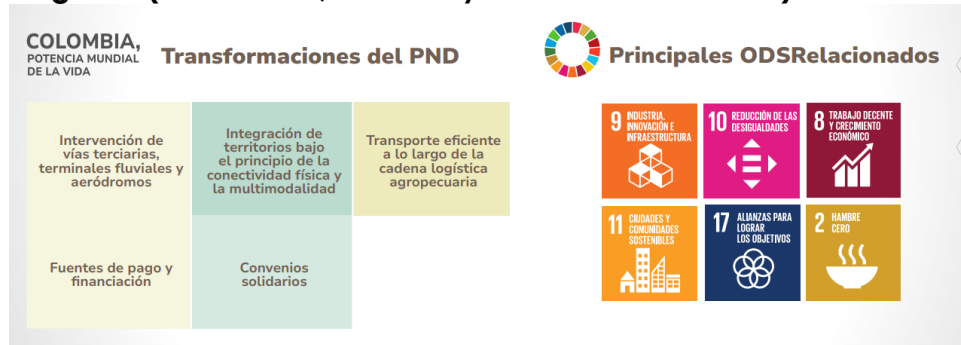 COLOMBIA,
POTENCIA MUNDIAL
DE LA VIDA
Transformaciones del PND
Principales ODSRelacionados
Intervención de
vías terciarias,
terminales fluviales y
aeródromos
Integración de
territorios bajo
el principio de la
conectividad física y
la multimodalidad
Transporte eficiente
a lo largo de la
cadena logística
agropecuaria
Fuentes de pago y
financiación
Convenios
solidarios
9 INDUSTRIA,
INNOVACIÓN E
INFRAESTRUCTURA
10 REDUCCIÓN DE LAS
DESIGUALDADES
8 TRABAJO DECENTE
Y CRECIMIENTO
ECONÓMICO
11 CIUDADES Y
COMUNIDADES
SOSTENIBLES
17 ALIANZAS PARA
LOGRAR
LOS OBJETIVOS
2 HAMBRE
CERO